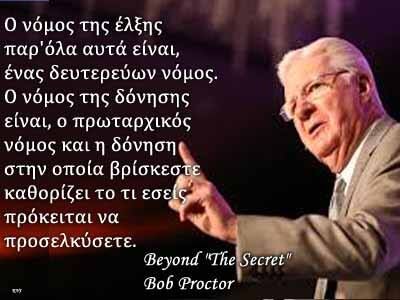 Ο νόμος της έλξης
παρ'όλα αυτά είναι,
ένας δευτερεύων νόμος.
Ο νόμος της δόνησης
είναι, ο πρωταρχικός
νόμος και η δόνηση
στην οποία βρίσκεστε
καθορίζει το τι εσείς
πρόκειται να
προσελκύσετε.
Beyond "The Secret"
Bob Proctor